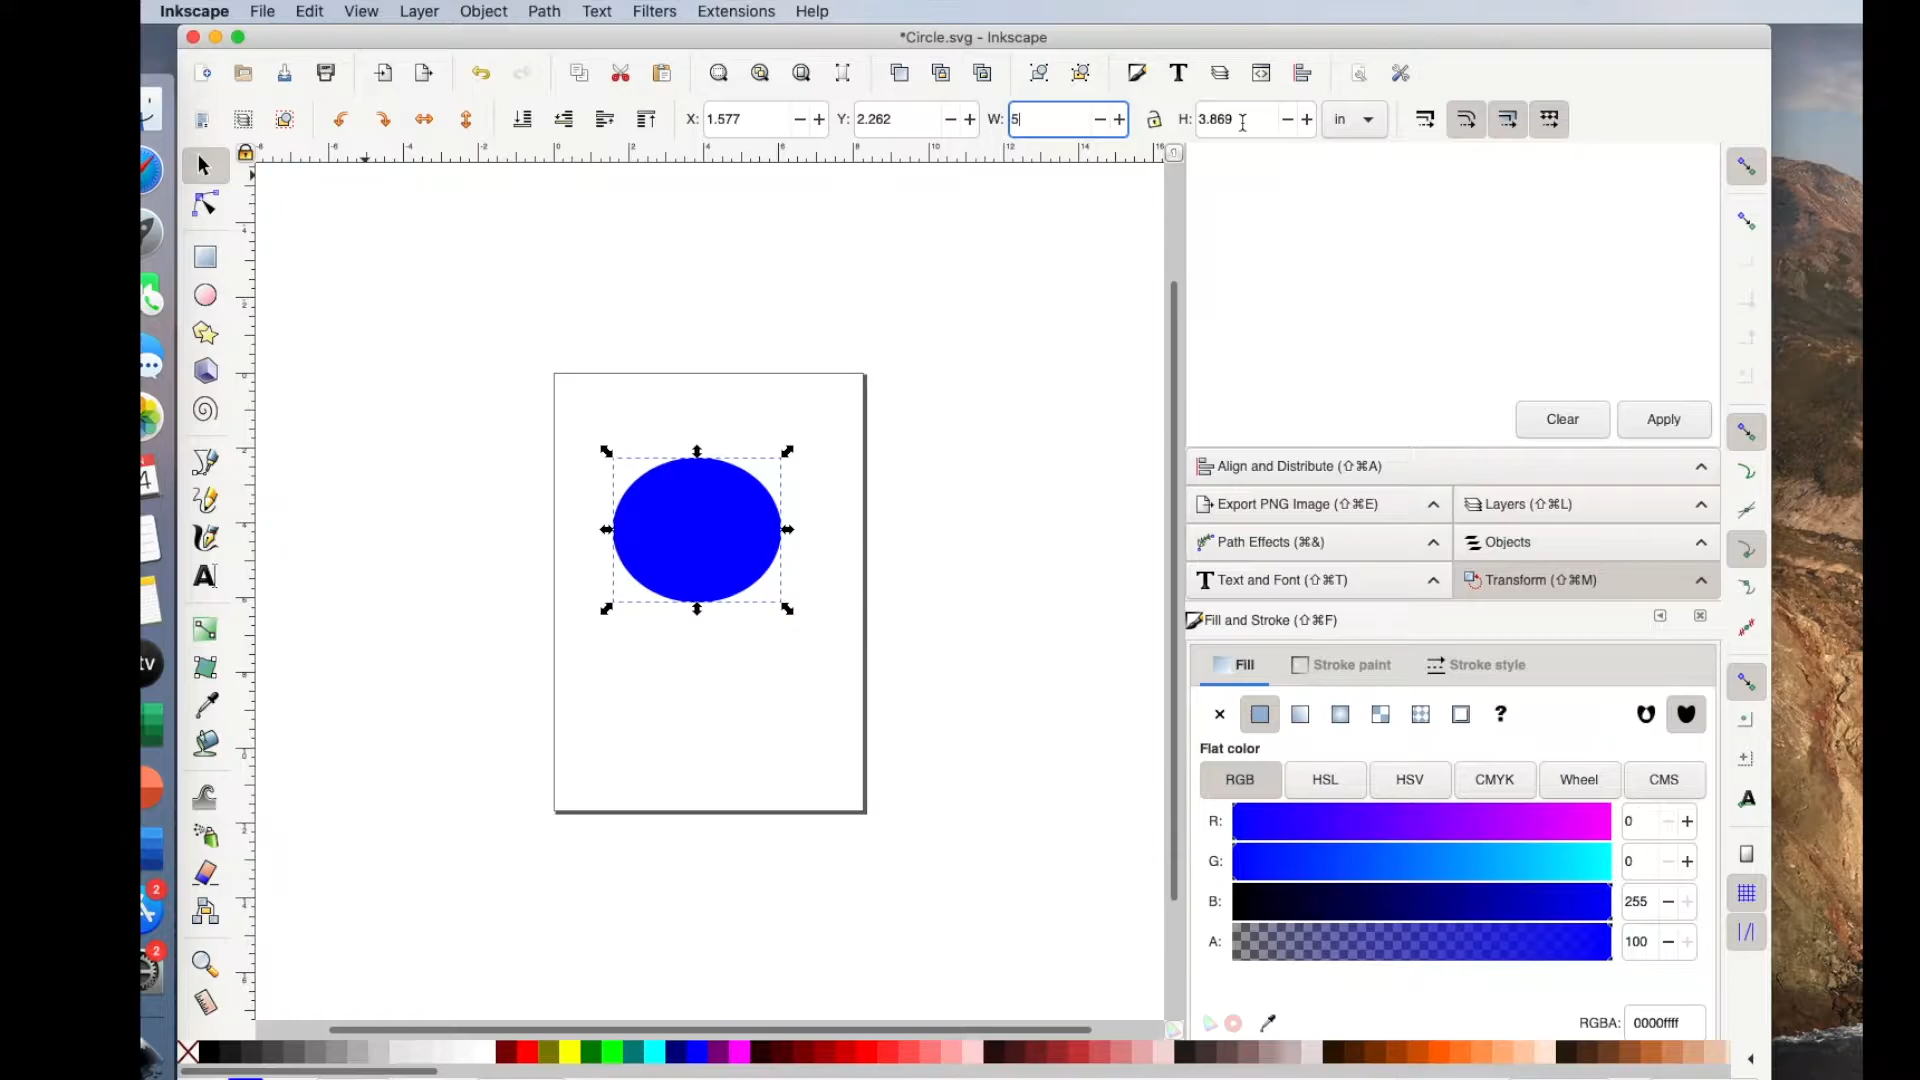 Inkscape File Edit View Layer Object Path Text Filters Extensions Help
*Circle.svg - Inkscape
X: 1.577 Y: 2.262 W: 5 H: 3.869 in
Clear Apply
Align and Distribute (⇧⌘A)
Export PNG Image (⇧⌘E) Layers (⇧⌘L)
Path Effects (⌘&) Objects
Text and Font (⇧⌘T) Transform (⇧⌘M)
Fill and Stroke (⇧⌘F)
Fill Stroke paint Stroke style
Flat color
RGB HSL HSV CMYK Wheel CMS
R: 0
G: 0
B: 255
A: 100
RGBA: 0000ffff
tv
2
2